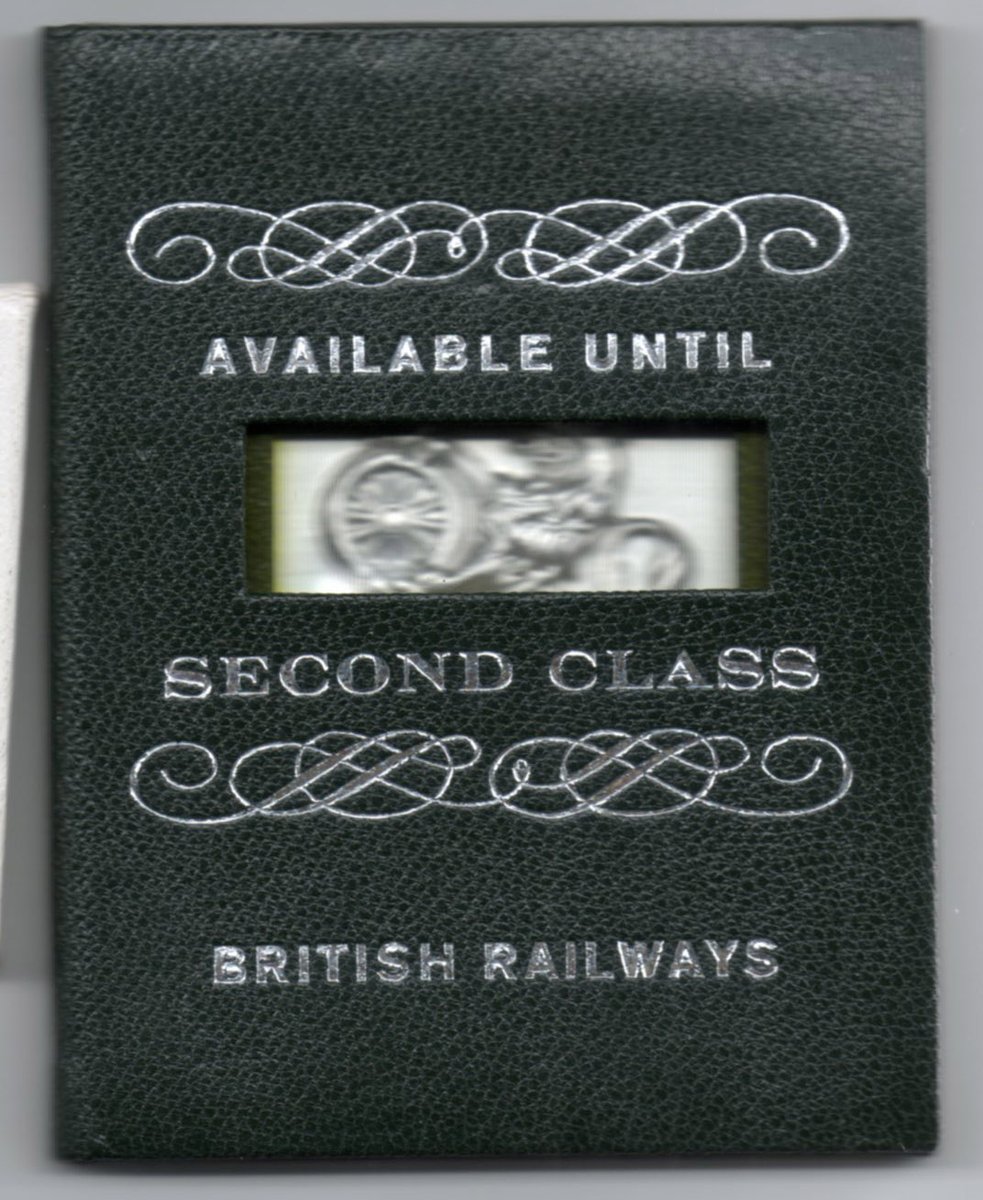 AVAILABLE UNTIL
SECOND CLASS
BRITISH RAILWAYS